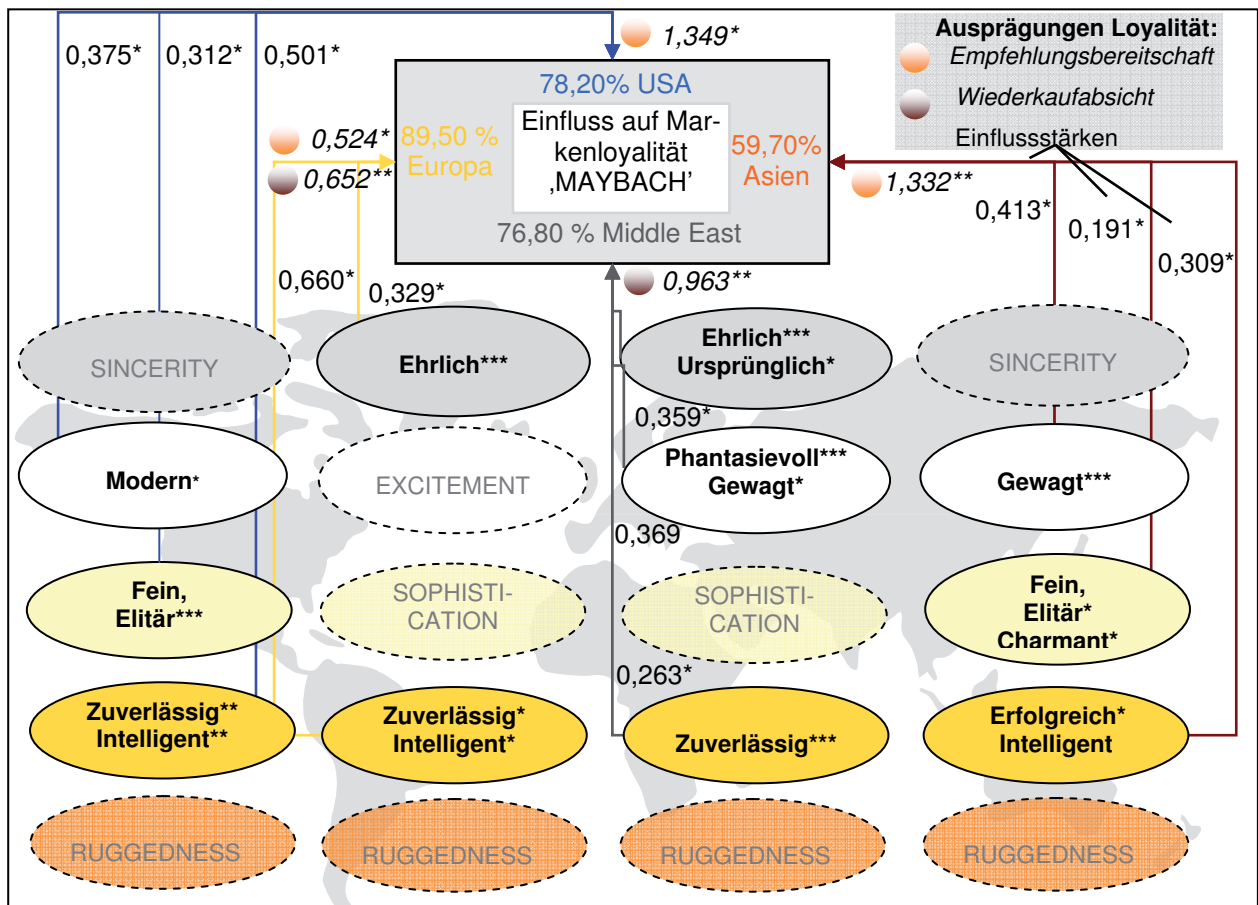 0,375*
0,312*
0,501*
1,349*
Ausprägungen Loyalität:
Empfehlungsbereitschaft
Wiederkaufabsicht
Einflussstärken
78,20% USA
89,50 %
Europa
Einfluss auf Mar-
kenloyalität
‚MAYBACH’
59,70%
Asien
76,80 % Middle East
0,524*
0,652**
1,332**
0,413*
0,191*
0,309*
0,660*
0,329*
0,963**
SINCERITY
Ehrlich***
Ehrlich***
Ursprünglich*
SINCERITY
0,359*
Modern*
EXCITEMENT
Phantasievoll***
Gewagt*
Gewagt***
0,369
Fein,
Elitär***
SOPHISTI-
CATION
SOPHISTI-
CATION
Fein,
Elitär*
Charmant*
0,263*
Zuverlässig**
Intelligent**
Zuverlässig*
Intelligent*
Zuverlässig***
Erfolgreich*
Intelligent
RUGGEDNESS
RUGGEDNESS
RUGGEDNESS
RUGGEDNESS